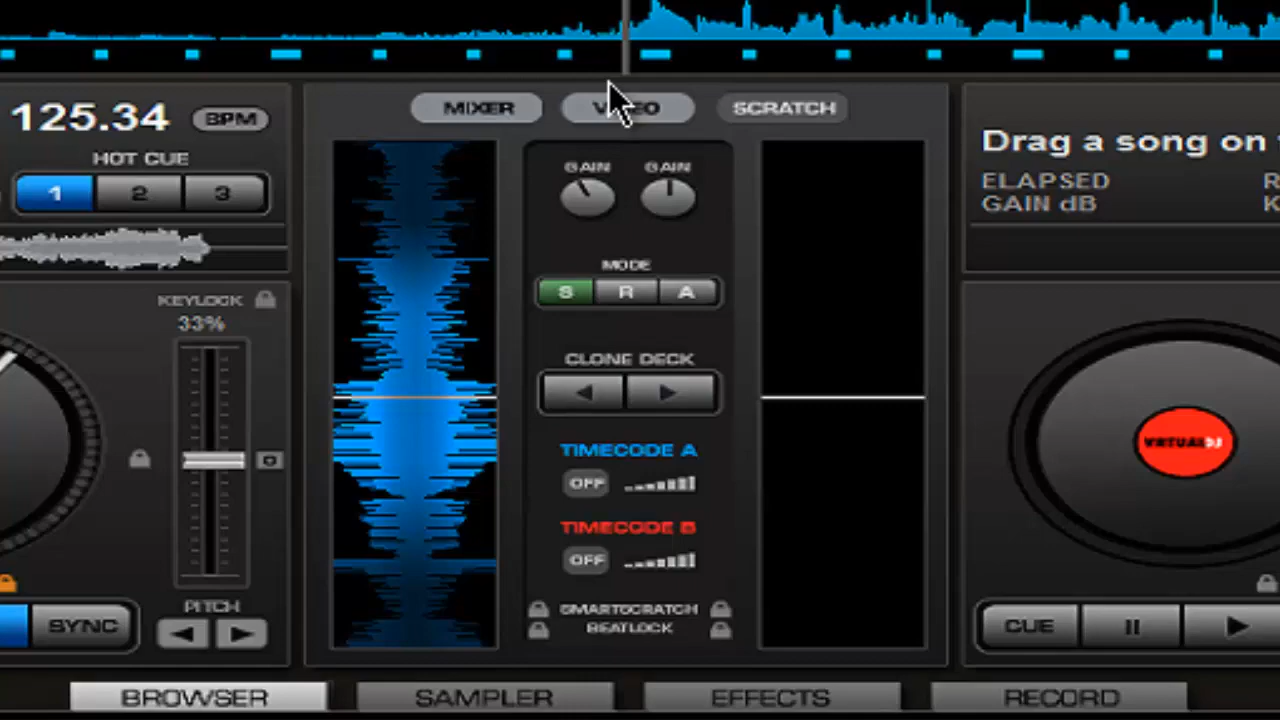 125.34 BPM
HOT CUE
1 2 3
KEYLOCK
33%
SYNC
PITCH
MIXER SCRATCH
GAIN GAIN
MODE
S R A
CLONE DECK
TIMECODE A
OFF
TIMECODE B
OFF
SMARTSCRATCH
BEATLOCK
Drag a song on
ELAPSED R
GAIN dB K
VIRTUALDJ
CUE
BROWSER SAMPLER EFFECTS RECORD